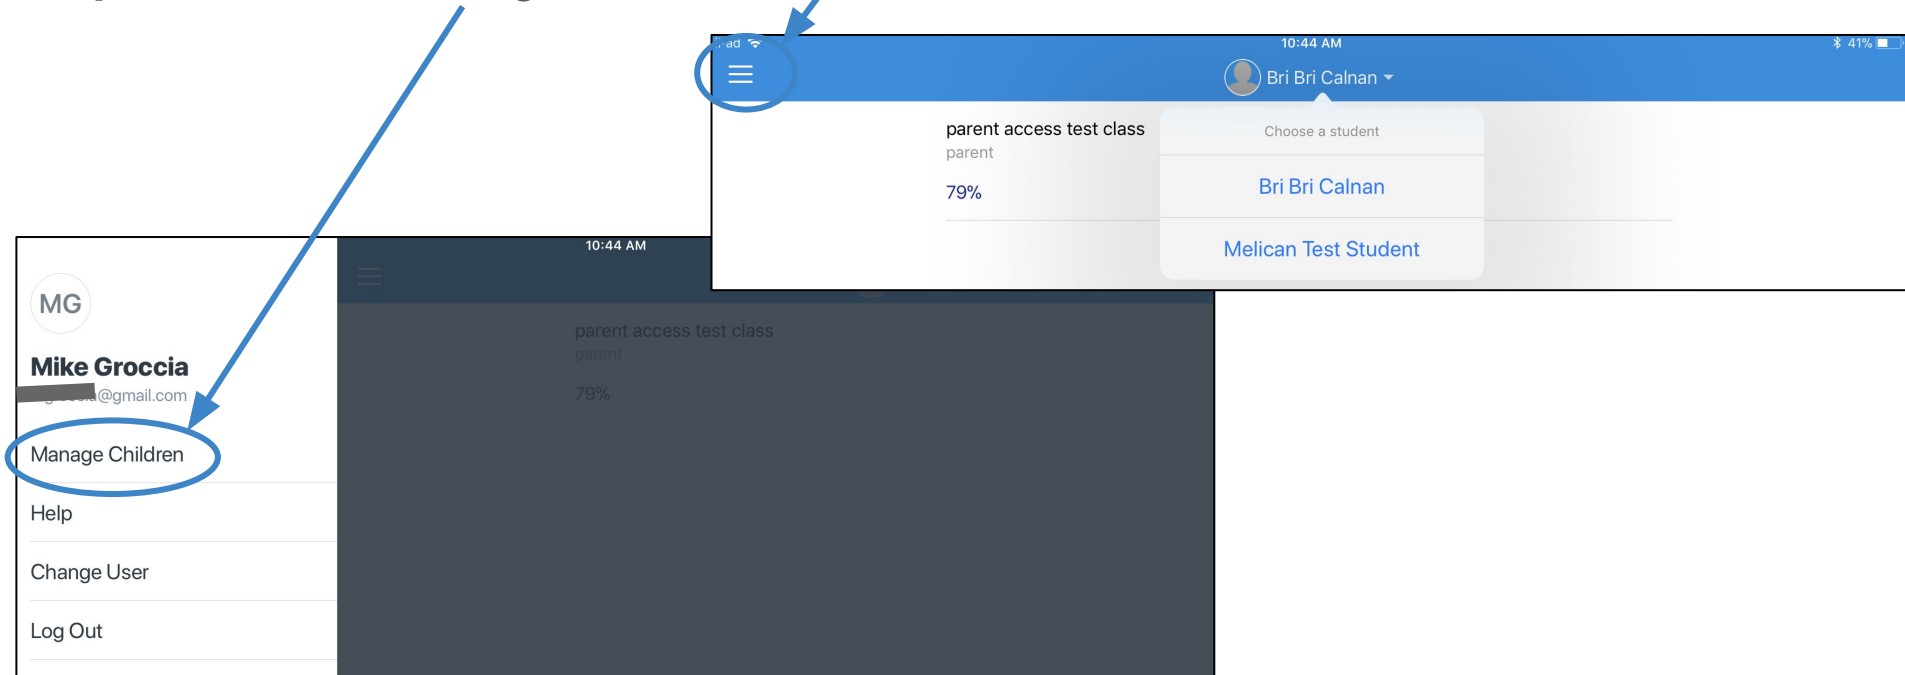 10:44 AM
41%
Bri Bri Calnan
parent access test class
parent
79%
Choose a student
Bri Bri Calnan
Melican Test Student
10:44 AM
MG
Mike Groccia
@gmail.com
Manage Children
Help
Change User
Log Out
parent access test class
parent
79%